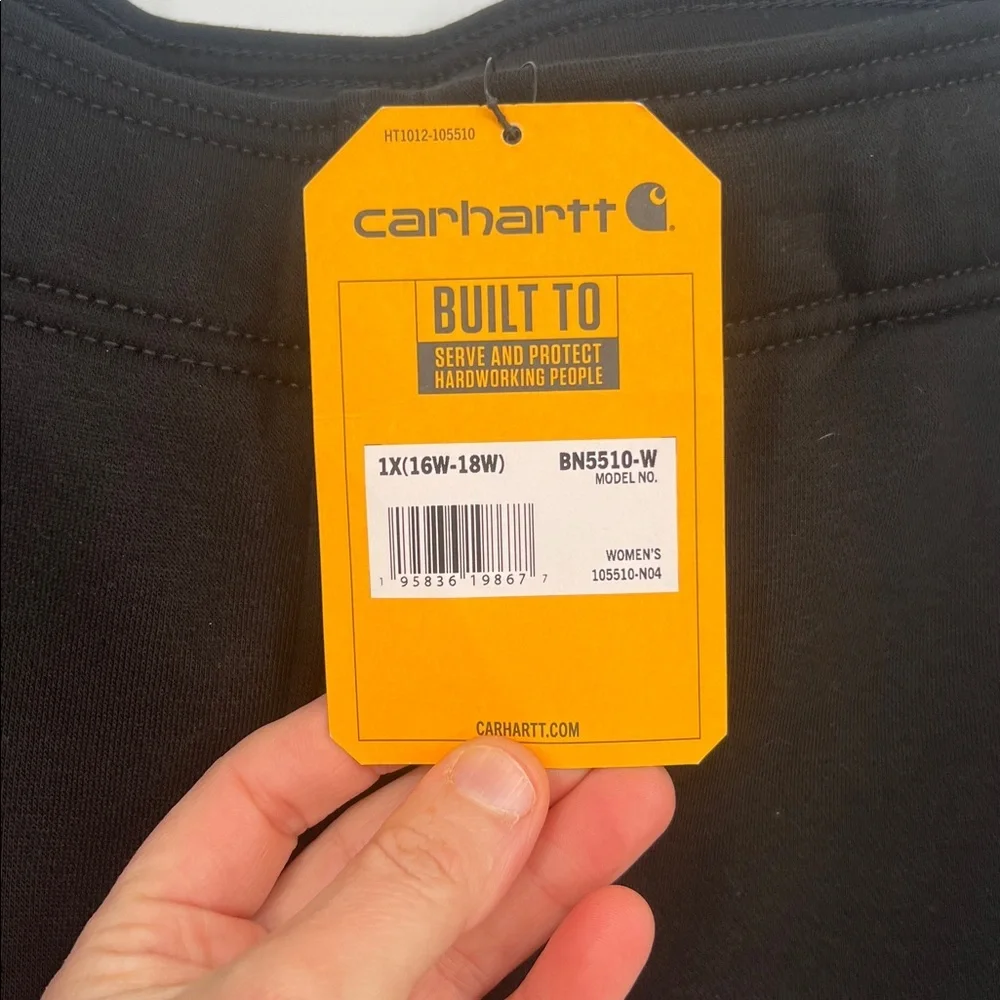 HT1012-105510
carhartt
BUILT TO
SERVE AND PROTECT
HARDWORKING PEOPLE
1X(16W-18W)
BN5510-W
MODEL NO.
1 95836 19867 7
WOMEN'S
105510-N04
CARHARTT.COM